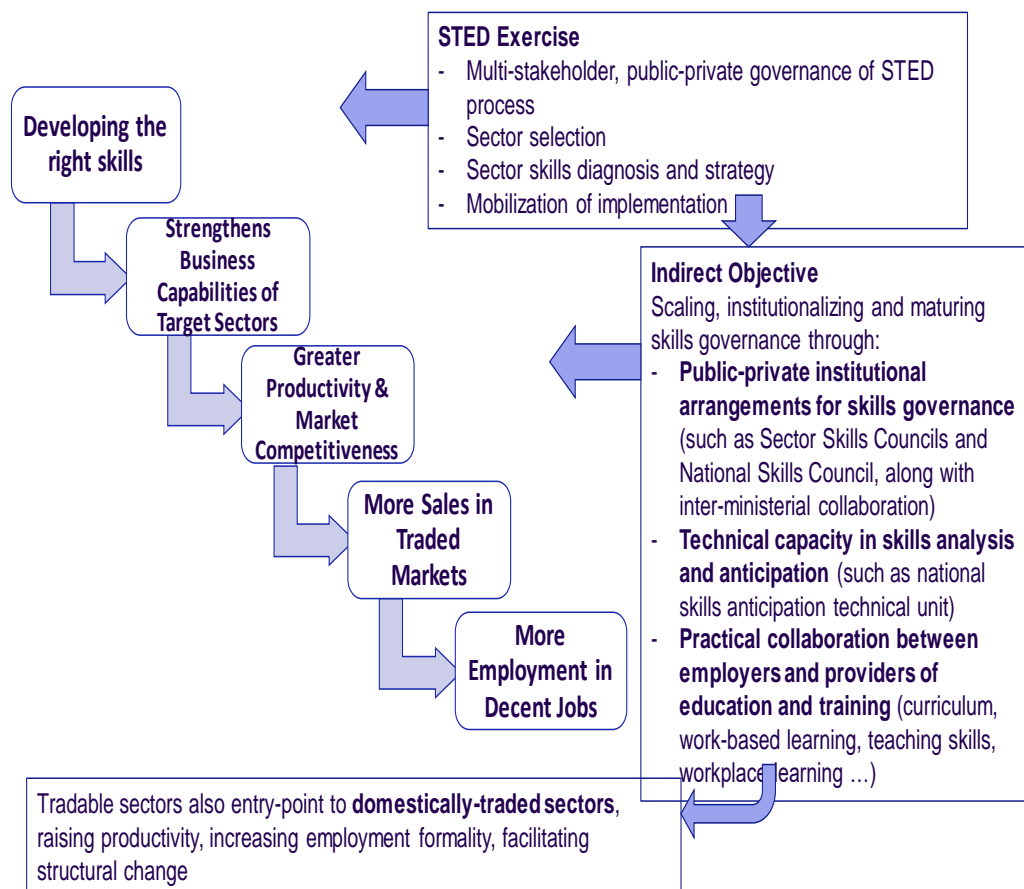 STED Exercise
- Multi-stakeholder, public-private governance of STED
process
- Sector selection
- Sector skills diagnosis and strategy
- Mobilization of implementation
Developing the
right skills
Strengthens
Business
Capabilities of
Target Sectors
Greater
Productivity &
Market
Competitiveness
More Sales in
Traded
Markets
More
Employment in
Decent Jobs
Indirect Objective
Scaling, institutionalizing and maturing
skills governance through:
- Public-private institutional
arrangements for skills governance
(such as Sector Skills Councils and
National Skills Council, along with
inter-ministerial collaboration)
- Technical capacity in skills analysis
and anticipation (such as national
skills anticipation technical unit)
- Practical collaboration between
employers and providers of
education and training (curriculum,
work-based learning, teaching skills,
workplace learning …)
Tradable sectors also entry-point to domestically-traded sectors,
raising productivity, increasing employment formality, facilitating
structural change